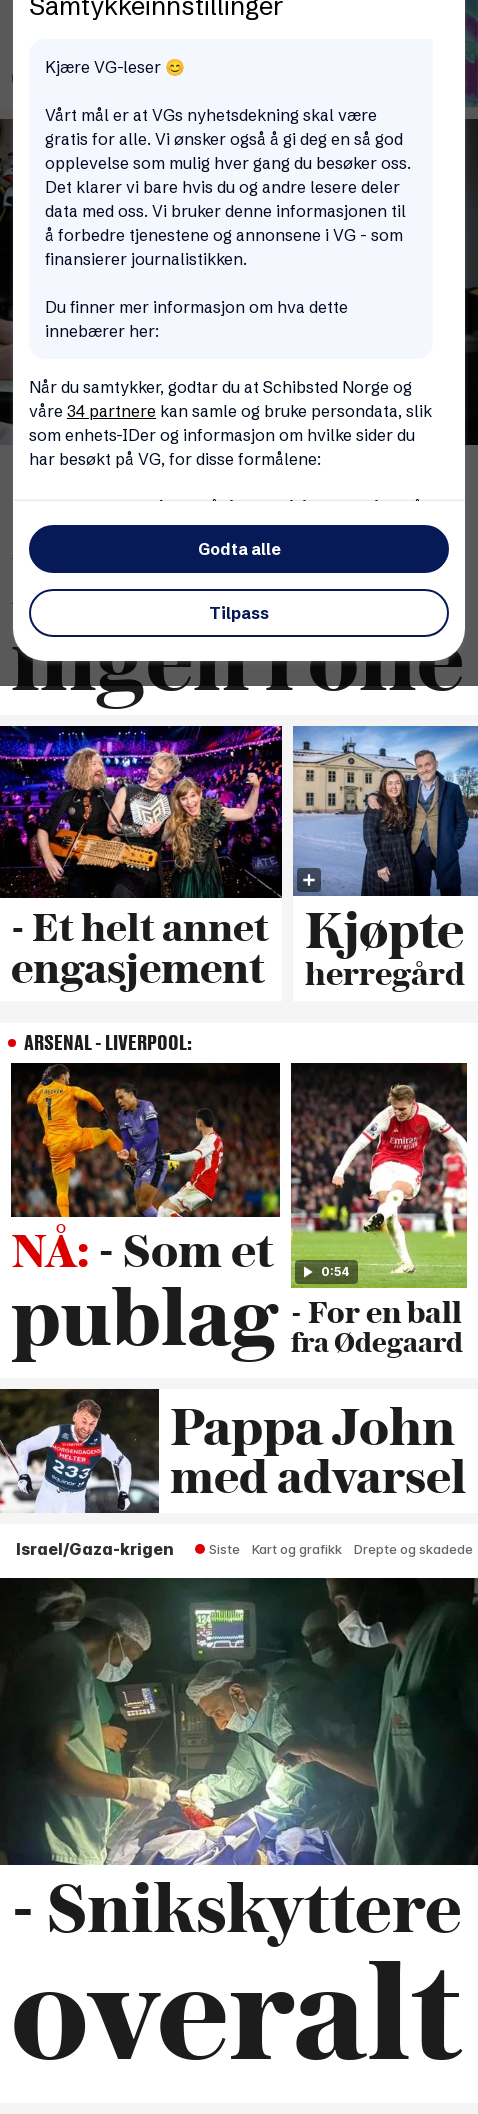 Samtykkeinnstillinger
Kjære VG-leser 😊
Vårt mål er at VGs nyhetsdekning skal være
gratis for alle. Vi ønsker også å gi deg en så god
opplevelse som mulig hver gang du besøker oss.
Det klarer vi bare hvis du og andre lesere deler
data med oss. Vi bruker denne informasjonen til
å forbedre tjenestene og annonsene i VG - som
finansierer journalistikken.
Du finner mer informasjon om hva dette
innebærer her:
Når du samtykker, godtar du at Schibsted Norge og
våre 34 partnere kan samle og bruke persondata, slik
som enhets-IDer og informasjon om hvilke sider du
har besøkt på VG, for disse formålene:
Godta alle
Tilpass
ingen rolle
- Et helt annet
engasjement
Kjøpte
herregård
ARSENAL - LIVERPOOL:
NÅ: - Som et
publag
0:54
- For en ball
fra Ødegaard
233
Pappa John
med advarsel
Israel/Gaza-krigen
Siste Kart og grafikk Drepte og skadede
124
- Snikskyttere
overalt